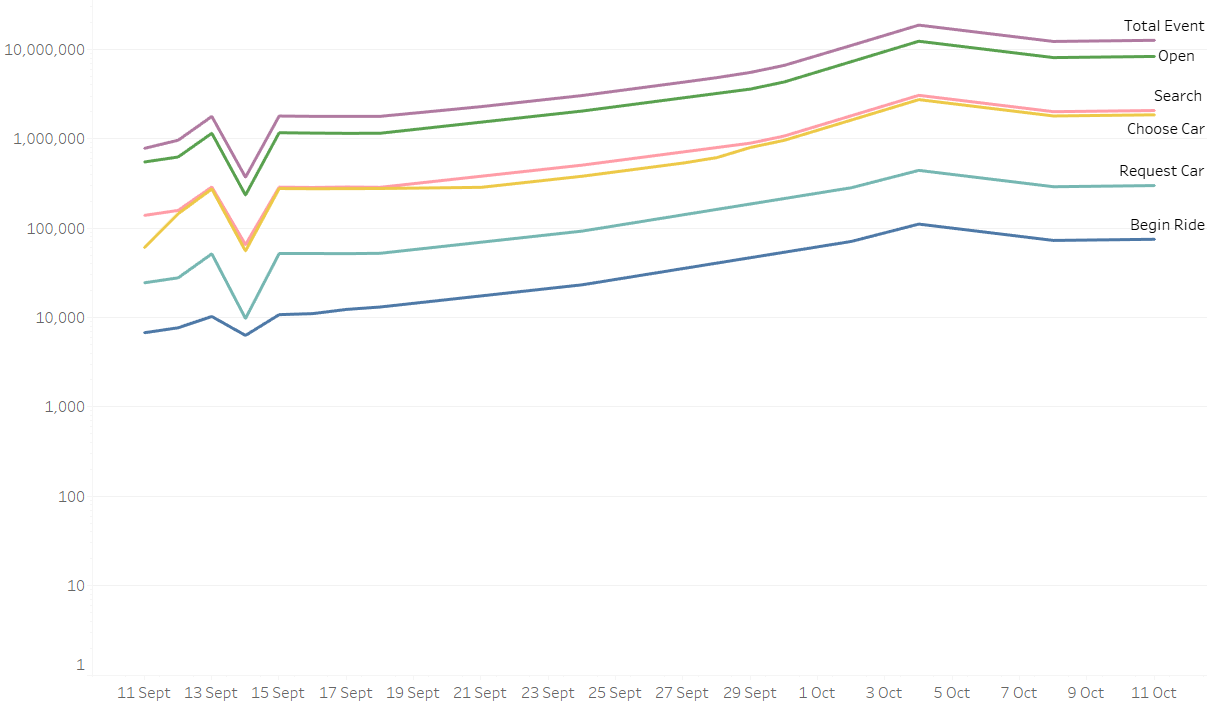 Total Event
10,000,000
Open
Search
Choose Car
1,000,000
Request Car
Begin Ride
100,000
10,000
1,000
100
10
1
11 Sept 13 Sept 15 Sept 17 Sept 19 Sept 21 Sept 23 Sept 25 Sept 27 Sept 29 Sept 1 Oct 3 Oct 5 Oct 7 Oct 9 Oct 11 Oct